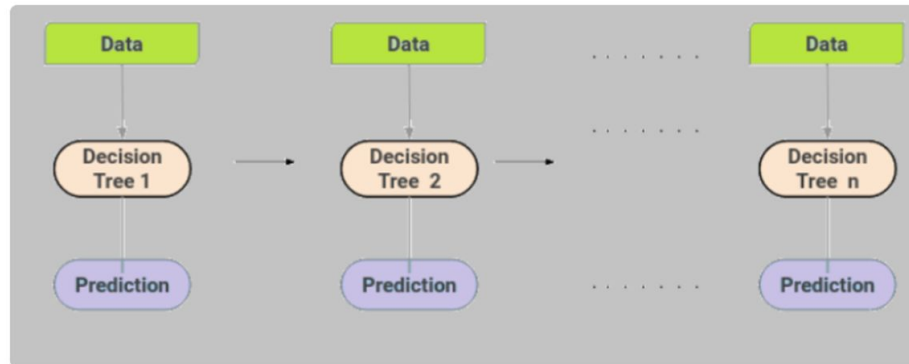 Data
Data
. . . . . . .
Data
. . . . . . .
Decision
Tree 1
Decision
Tree 2
Decision
Tree n
Prediction
Prediction
. . . . . . .
Prediction